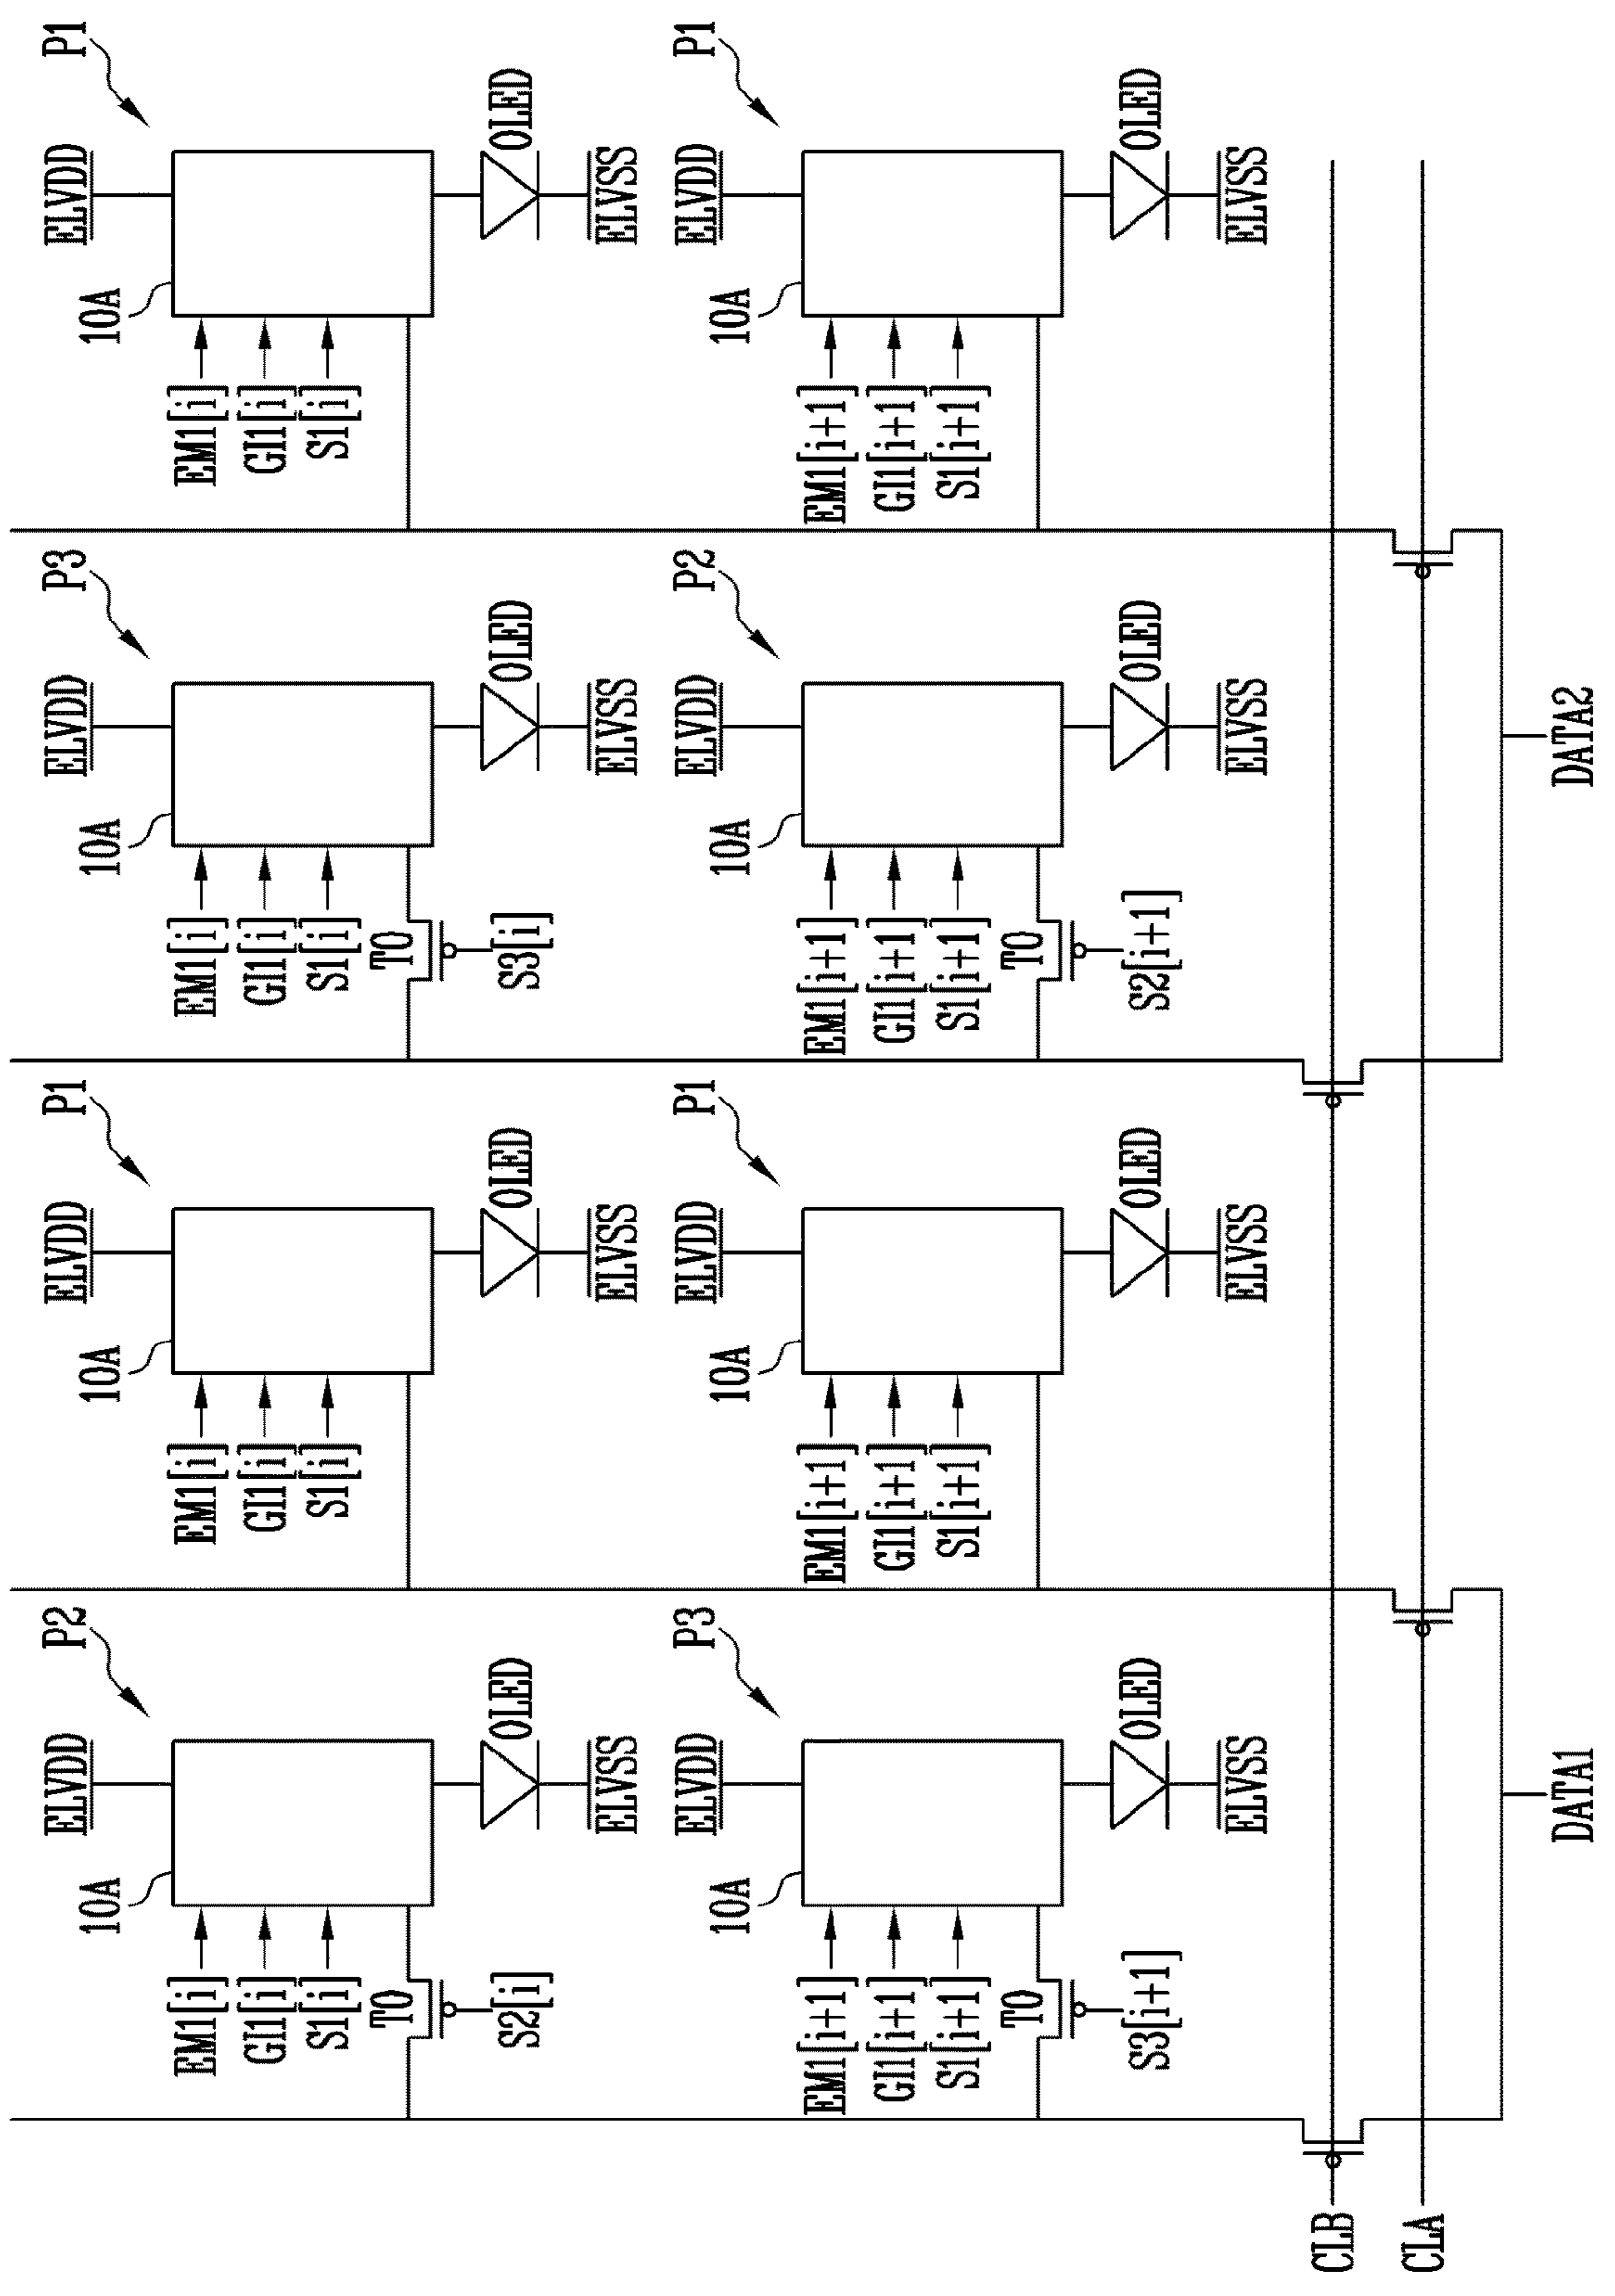 P2 P1 P3 P1
ELVDD ELVDD ELVDD ELVDD
10A 10A 10A 10A
EM1[i] EM1[i] EM1[i] EM1[i]
GI1[i] GI1[i] GI1[i] GI1[i]
S1[i] S1[i] S1[i] S1[i]
T0 T0
OLED OLED OLED OLED
S2[i] S3[i]
ELVSS ELVSS ELVSS ELVSS
P3 P1 P2 P1
ELVDD ELVDD ELVDD ELVDD
10A 10A 10A 10A
EM1[i+1] EM1[i+1] EM1[i+1] EM1[i+1]
GI1[i+1] GI1[i+1] GI1[i+1] GI1[i+1]
S1[i+1] S1[i+1] S1[i+1] S1[i+1]
T0 T0
OLED OLED OLED OLED
S3[i+1] S2[i+1]
ELVSS ELVSS ELVSS ELVSS
CLB
CLA
DATA1 DATA2